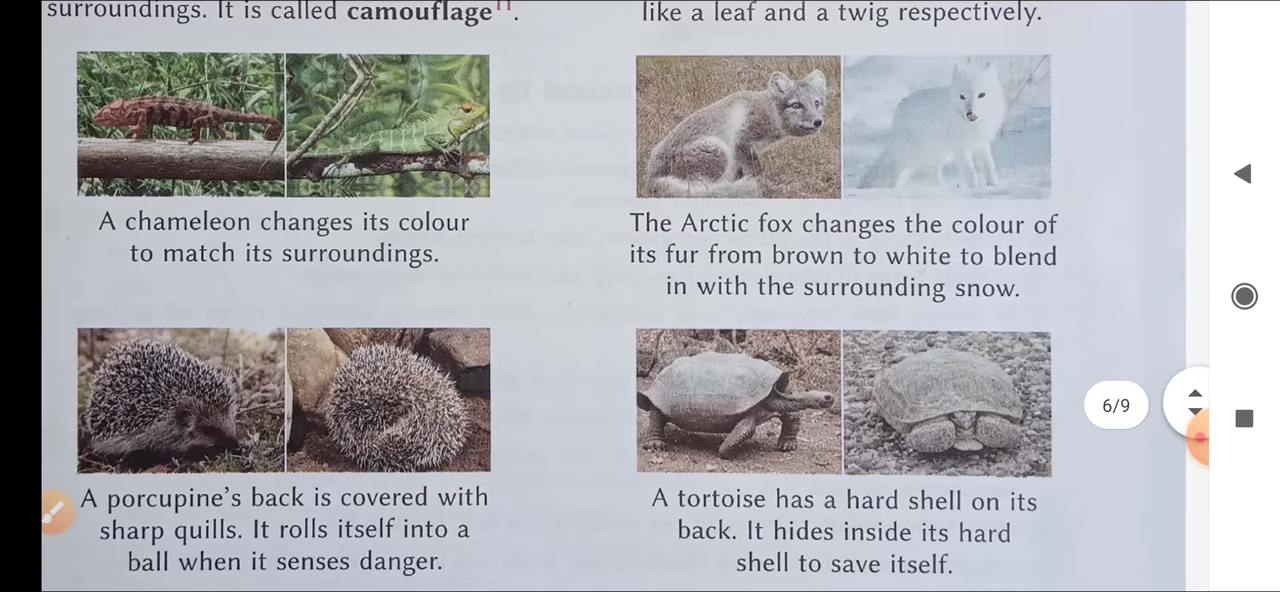 surroundings. It is called camouflage¹¹.
like a leaf and a twig respectively.
A chameleon changes its colour
to match its surroundings.
The Arctic fox changes the colour of
its fur from brown to white to blend
in with the surrounding snow.
A porcupine's back is covered with
sharp quills. It rolls itself into a
ball when it senses danger.
A tortoise has a hard shell on its
back. It hides inside its hard
shell to save itself.
6/9